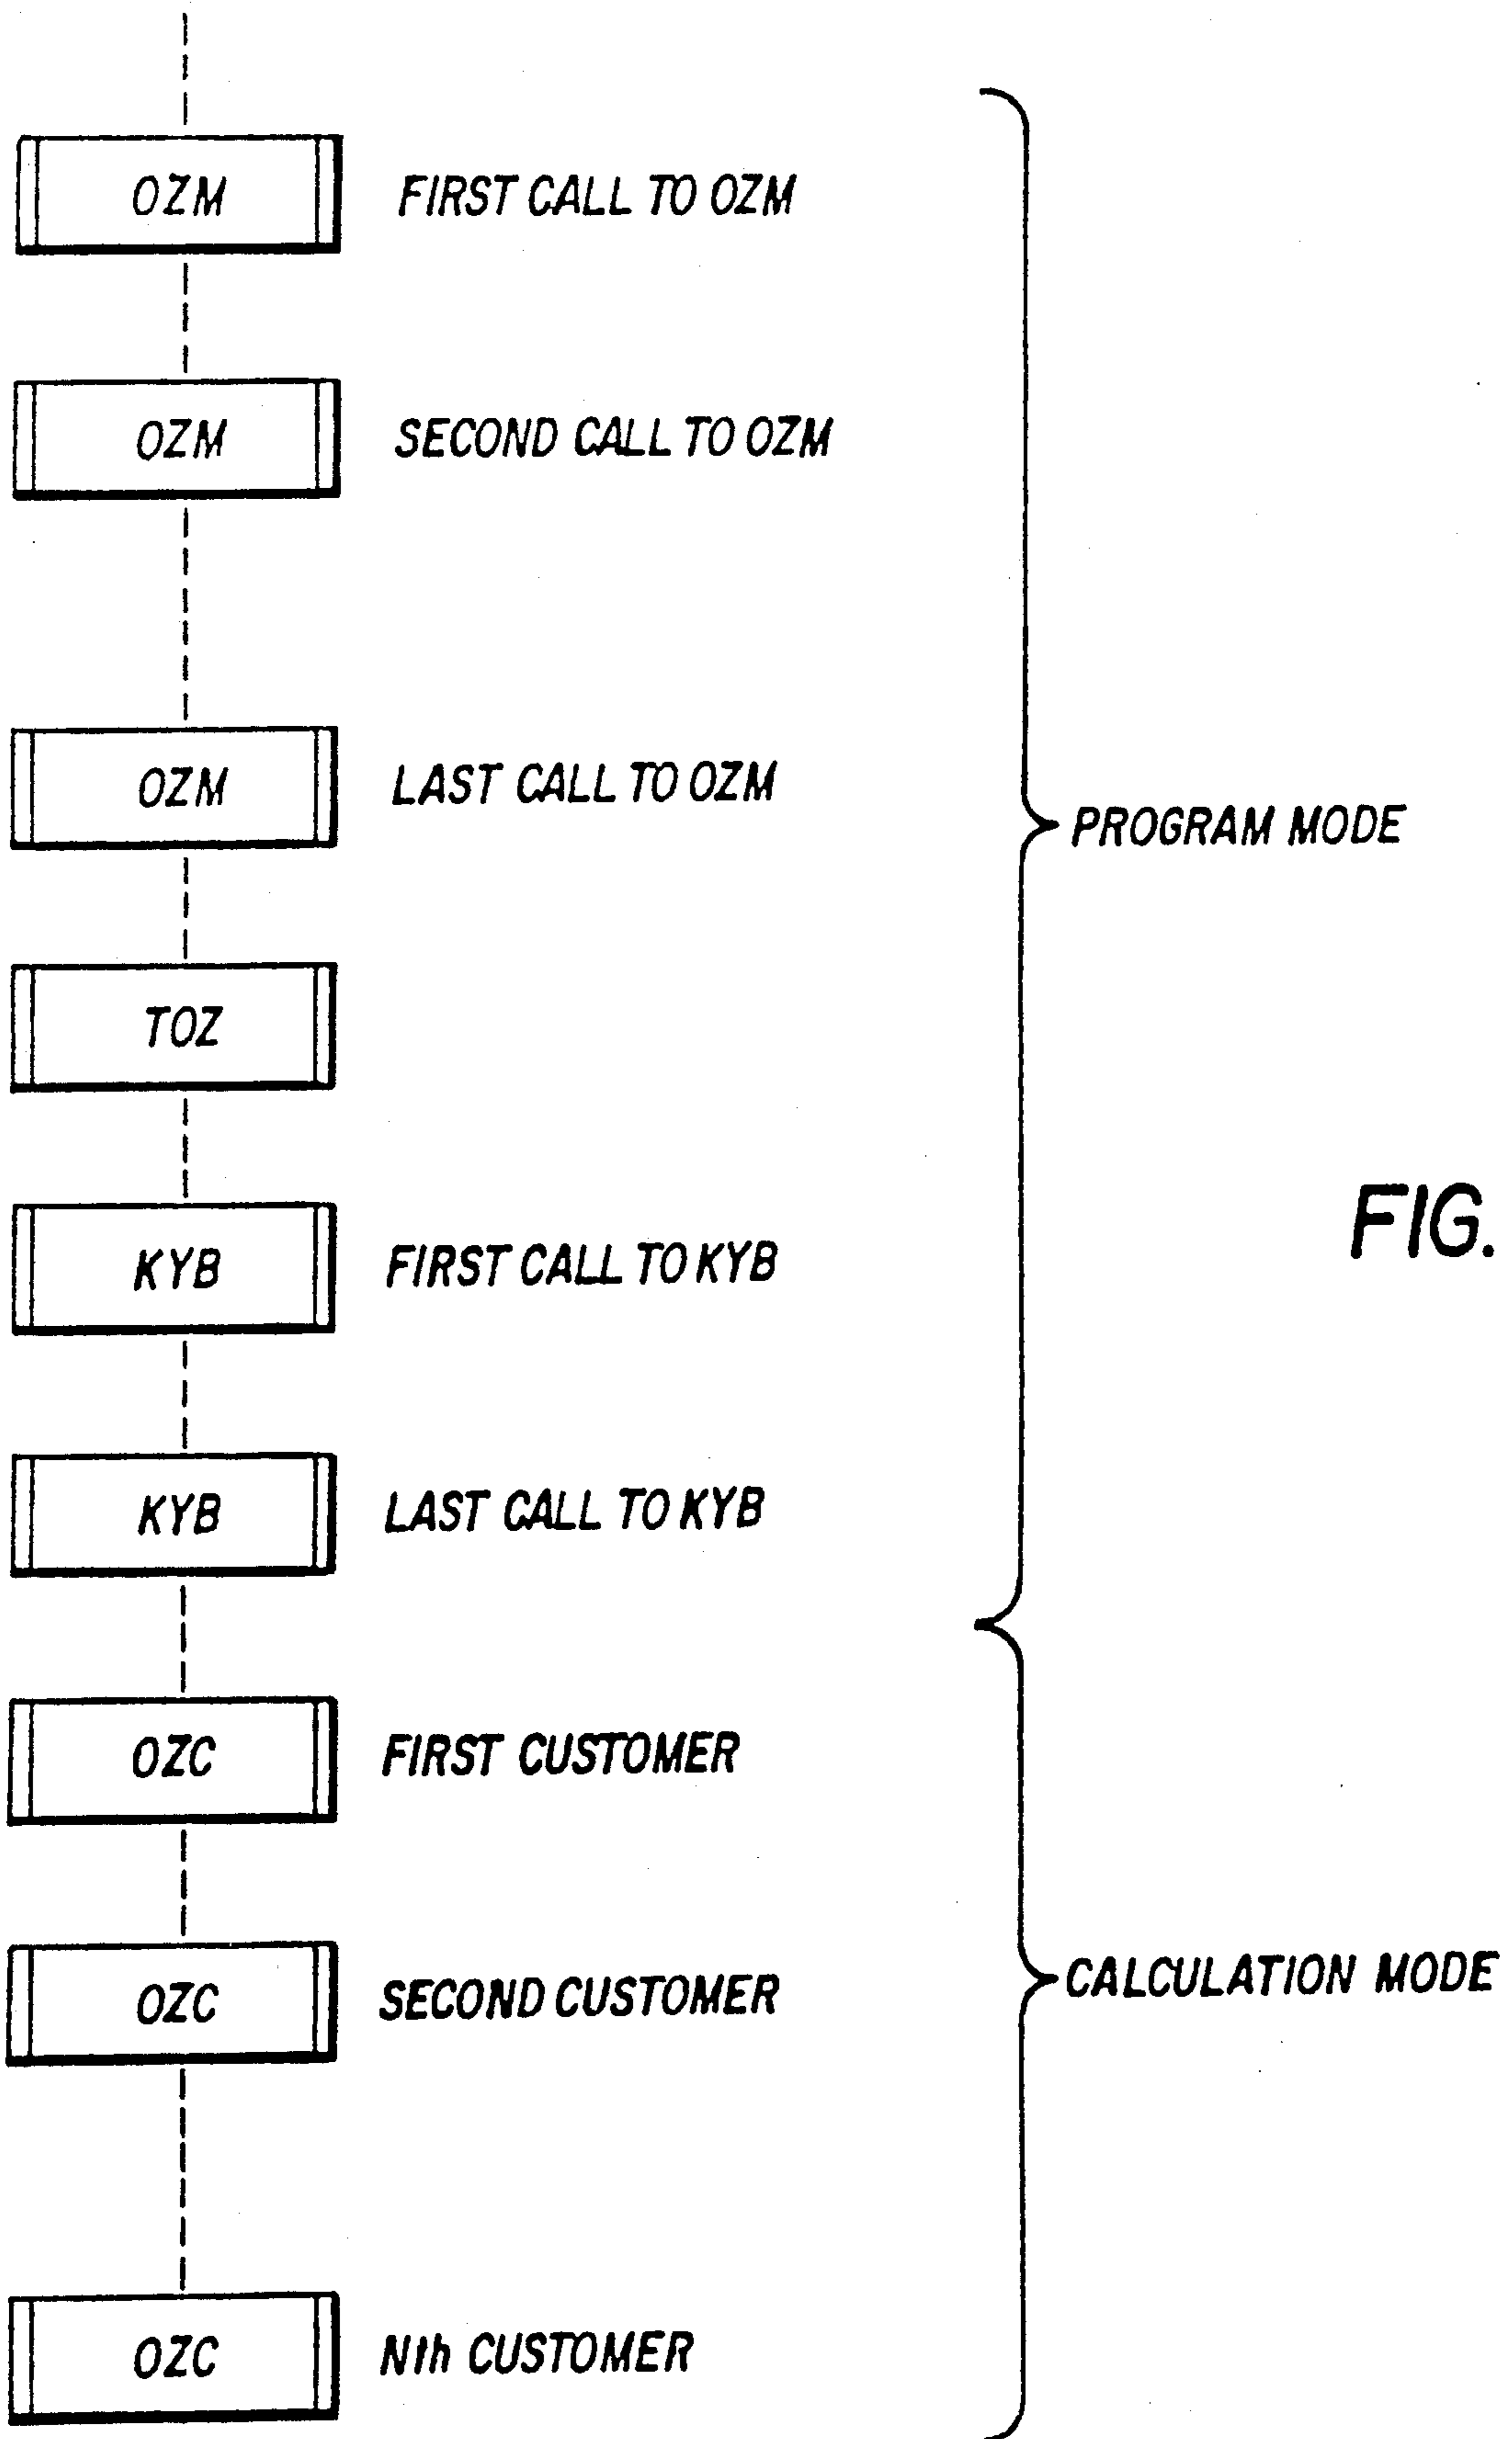 OZM FIRST CALL TO OZM
OZM SECOND CALL TO OZM
OZM LAST CALL TO OZM
PROGRAM MODE
TOZ
FIG.
KYB FIRST CALL TO KYB
KYB LAST CALL TO KYB
OZC FIRST CUSTOMER
OZC SECOND CUSTOMER
CALCULATION MODE
OZC Nth CUSTOMER